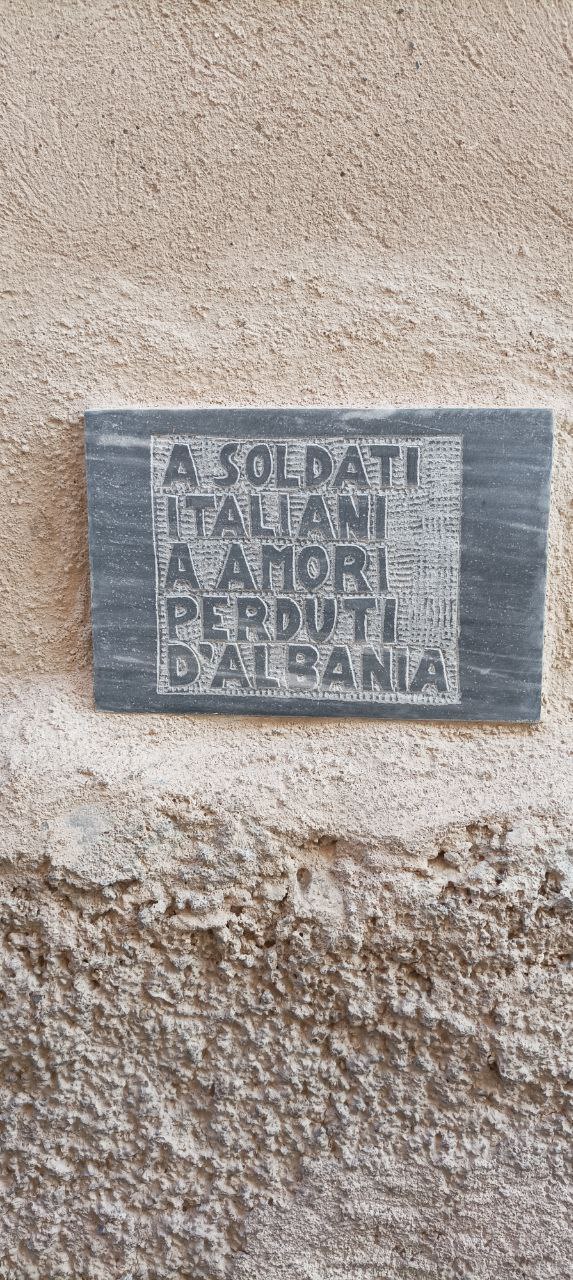 A SOLDATI
ITALIANI
A AMORI
PERDUTI
D'ALBANIA